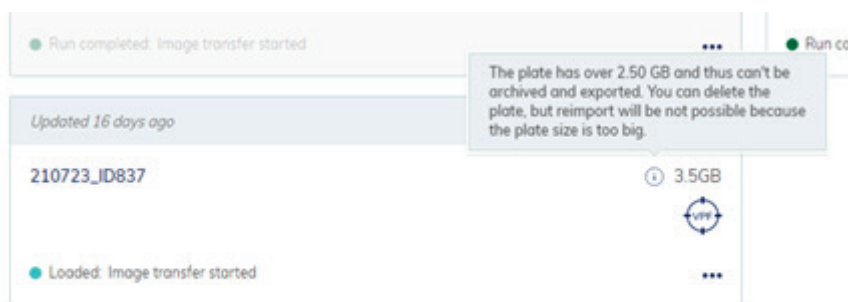 Run completed: Image transfer started
•••
Run co
The plate has over 2.50 GB and thus can't be
archived and exported. You can delete the
plate, but reimport will be not possible because
the plate size is too big.
Updated 16 days ago
210723_ID837
i 3.5GB
VPF
Loaded: Image transfer started
•••